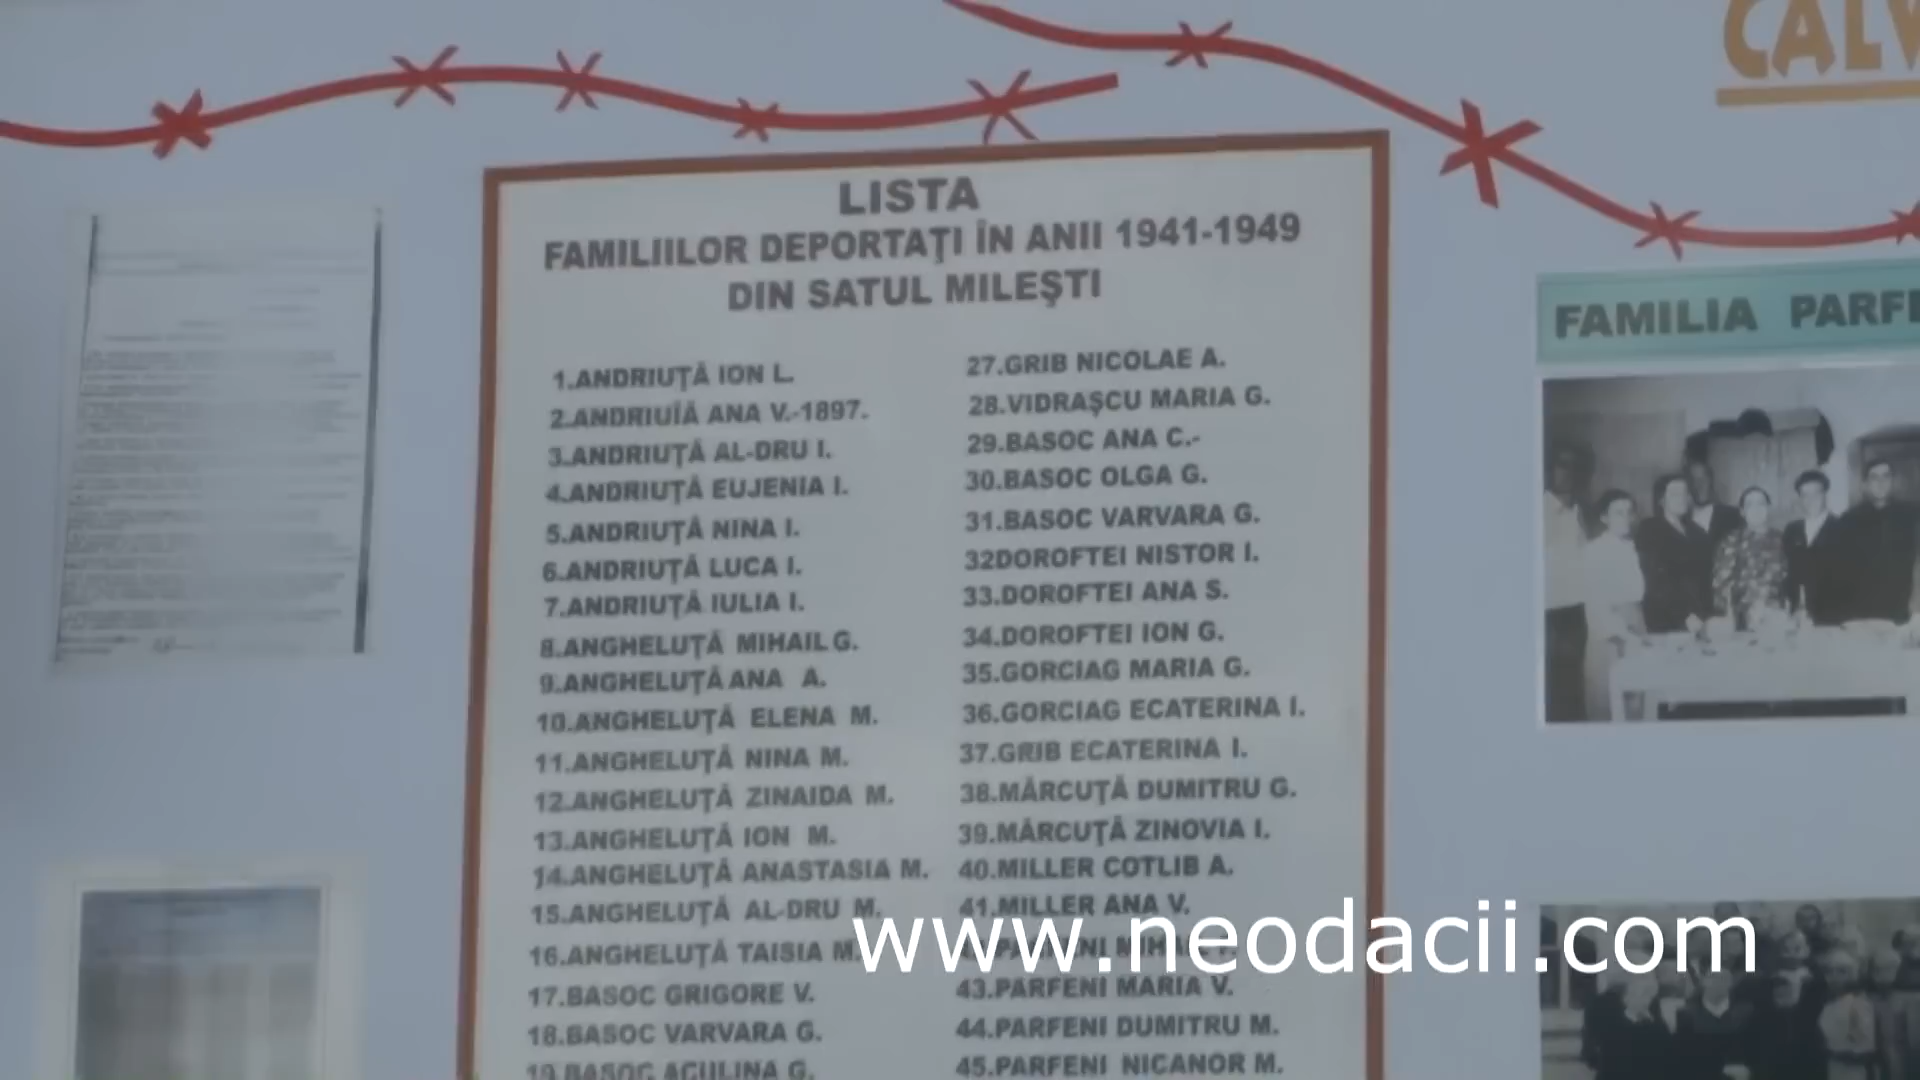 CALV
LISTA
FAMILIILOR DEPORTAŢI ÎN ANII 1941-1949
DIN SATUL MILEŞTI
1.ANDRIUŢĂ ION L.
2.ANDRIUÎĂ ANA V.-1897.
3.ANDRIUŢĂ AL-DRU I.
4.ANDRIUŢĂ EUJENIA I.
5.ANDRIUŢĂ NINA I.
6.ANDRIUŢĂ LUCA I.
7.ANDRIUŢĂ IULIA I.
8.ANGHELUŢĂ MIHAIL G.
9.ANGHELUŢĂ ANA A.
10.ANGHELUŢĂ ELENA M.
11.ANGHELUŢĂ NINA M.
12.ANGHELUŢĂ ZINAIDA M.
13.ANGHELUŢĂ ION M.
14.ANGHELUŢĂ ANASTASIA M.
15.ANGHELUŢĂ AL-DRU M.
16.ANGHELUŢĂ TAISIA M.
17.BASOC GRIGORE V.
18.BASOC VARVARA G.
19.BASOC ACULINA G.
27.GRIB NICOLAE A.
28.VIDRAŞCU MARIA G.
29.BASOC ANA C.-
30.BASOC OLGA G.
31.BASOC VARVARA G.
32DOROFTEI NISTOR I.
33.DOROFTEI ANA S.
34.DOROFTEI ION G.
35.GORCIAG MARIA G.
36.GORCIAG ECATERINA I.
37.GRIB ECATERINA I.
38.MĂRCUŢĂ DUMITRU G.
39.MĂRCUŢĂ ZINOVIA I.
40.MILLER COTLIB A.
41.MILLER ANA V.
PARFENI
43.PARFENI MARIA V.
44.PARFENI DUMITRU M.
45.PARFENI NICANOR M.
FAMILIA PARFE
www.neodacii.com